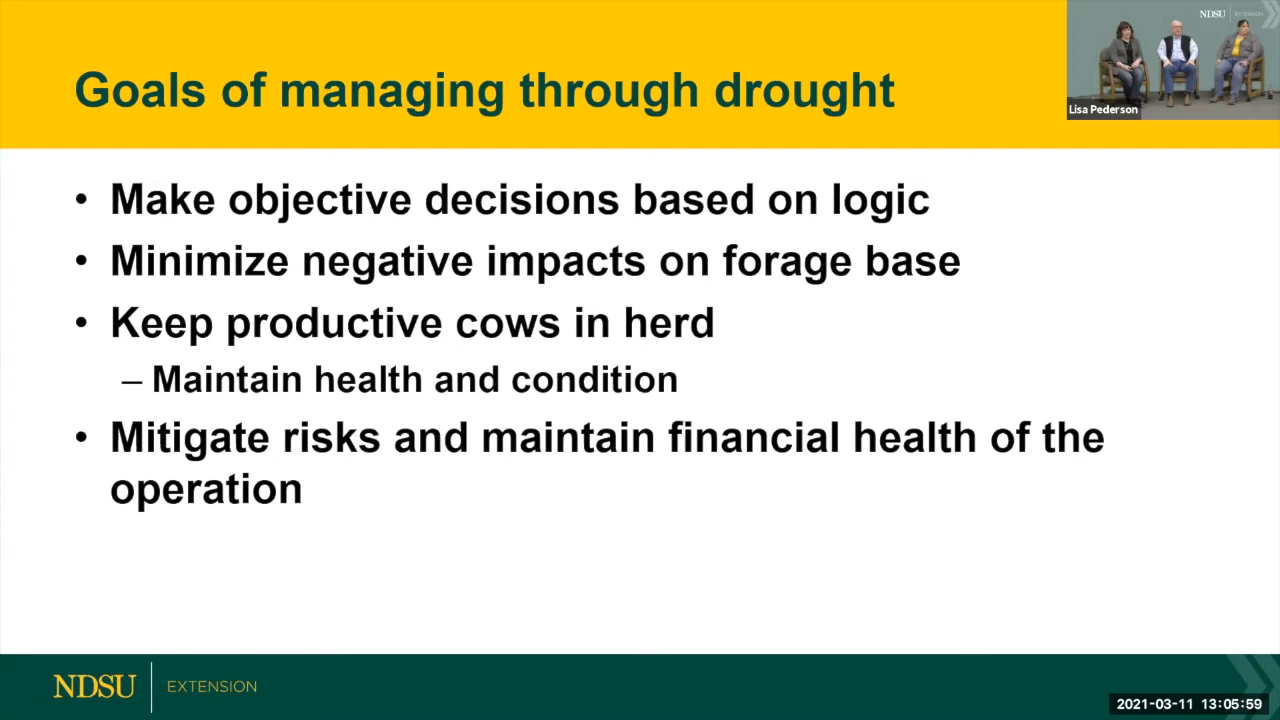 NDSU EXTENSION
Goals of managing through drought
Lisa Pederson
• Make objective decisions based on logic
• Minimize negative impacts on forage base
• Keep productive cows in herd
– Maintain health and condition
• Mitigate risks and maintain financial health of the
operation
NDSU EXTENSION
2021-03-11 13:05:59